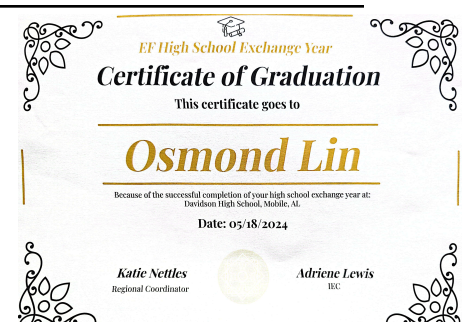 EF High School Exchange Year
Certificate of Graduation
This certificate goes to
Osmond Lin
Because of the successful completion of your high school exchange year at:
Davidson High School, Mobile, AL
Date: 05/18/2024
Katie Nettles
Adriene Lewis
Regional Coordinator
IEC